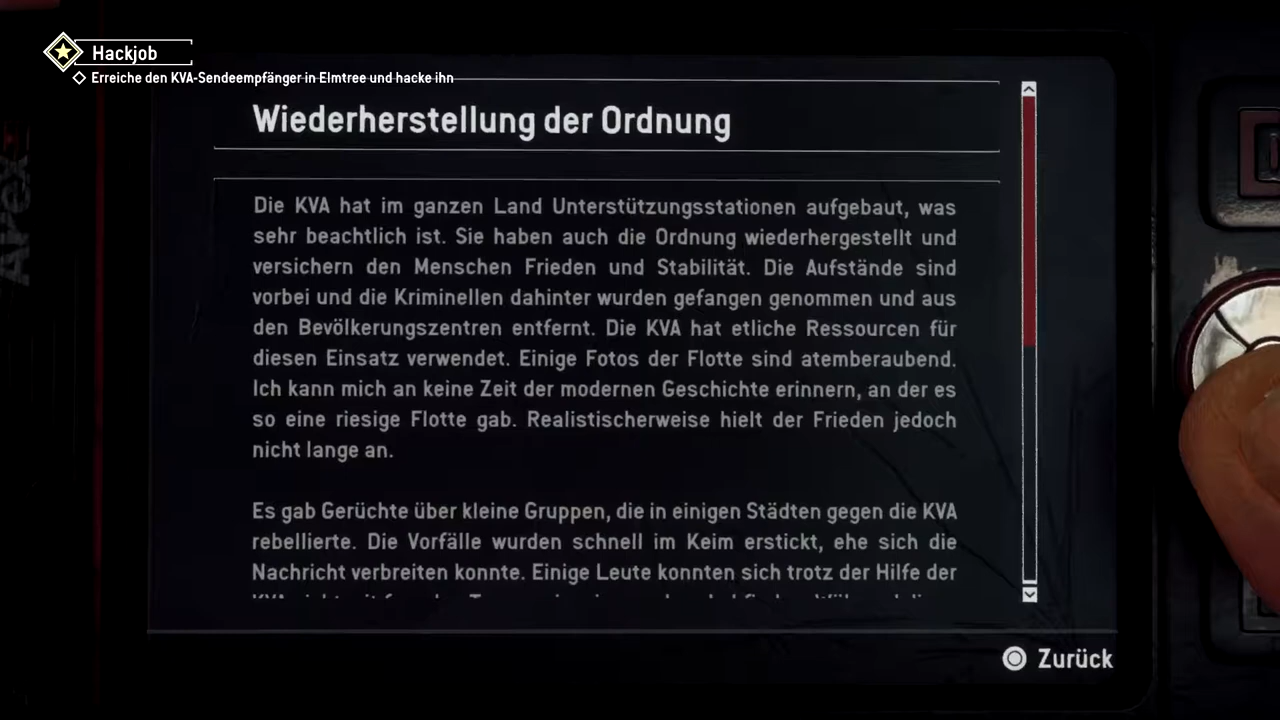 Hackjob
Erreiche den KVA-Sendeempfänger in Elmtree und hacke ihn
Wiederherstellung der Ordnung
Die KVA hat im ganzen Land Unterstützungsstationen aufgebaut, was
sehr beachtlich ist. Sie haben auch die Ordnung wiederhergestellt und
versichern den Menschen Frieden und Stabilität. Die Aufstände sind
vorbei und die Kriminellen dahinter wurden gefangen genommen und aus
den Bevölkerungszentren entfernt. Die KVA hat etliche Ressourcen für
diesen Einsatz verwendet. Einige Fotos der Flotte sind atemberaubend.
Ich kann mich an keine Zeit der modernen Geschichte erinnern, an der es
so eine riesige Flotte gab. Realistischerweise hielt der Frieden jedoch
nicht lange an.
Es gab Gerüchte über kleine Gruppen, die in einigen Städten gegen die KVA
rebellierte. Die Vorfälle wurden schnell im Keim erstickt, ehe sich die
Nachricht verbreiten konnte. Einige Leute konnten sich trotz der Hilfe der
Zurück